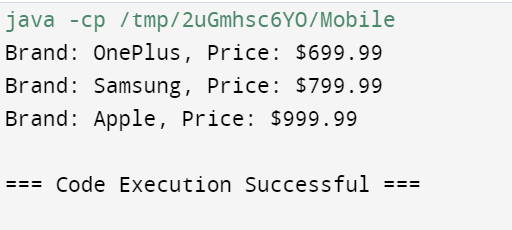 java -cp /tmp/2uGmhsc6YO/Mobile
Brand: OnePlus, Price: $699.99
Brand: Samsung, Price: $799.99
Brand: Apple, Price: $999.99
=== Code Execution Successful ===